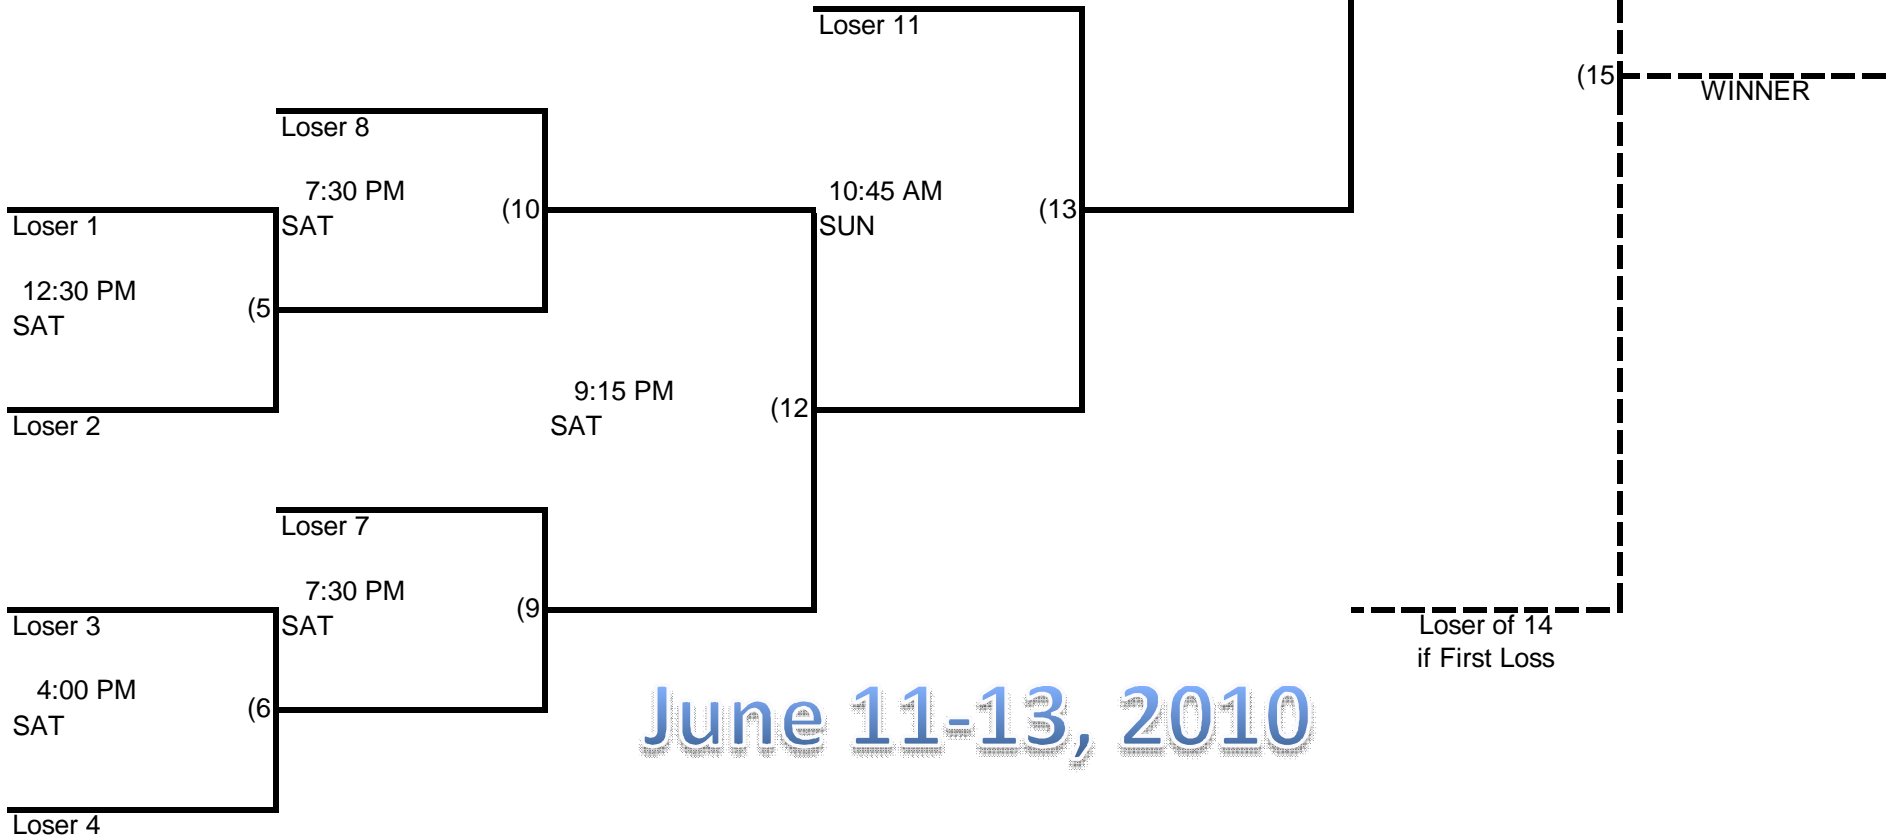 Loser 11
(15
WINNER
Loser 8
7:30 PM
10:45 AM
Loser 1
SAT
(10
SUN
(13
12:30 PM
SAT
(5
9:15 PM
Loser 2
SAT
(12
Loser 7
7:30 PM
Loser 3
SAT
(9
Loser of 14
if First Loss
4:00 PM
SAT
(6
June 11-13, 2010
Loser 4